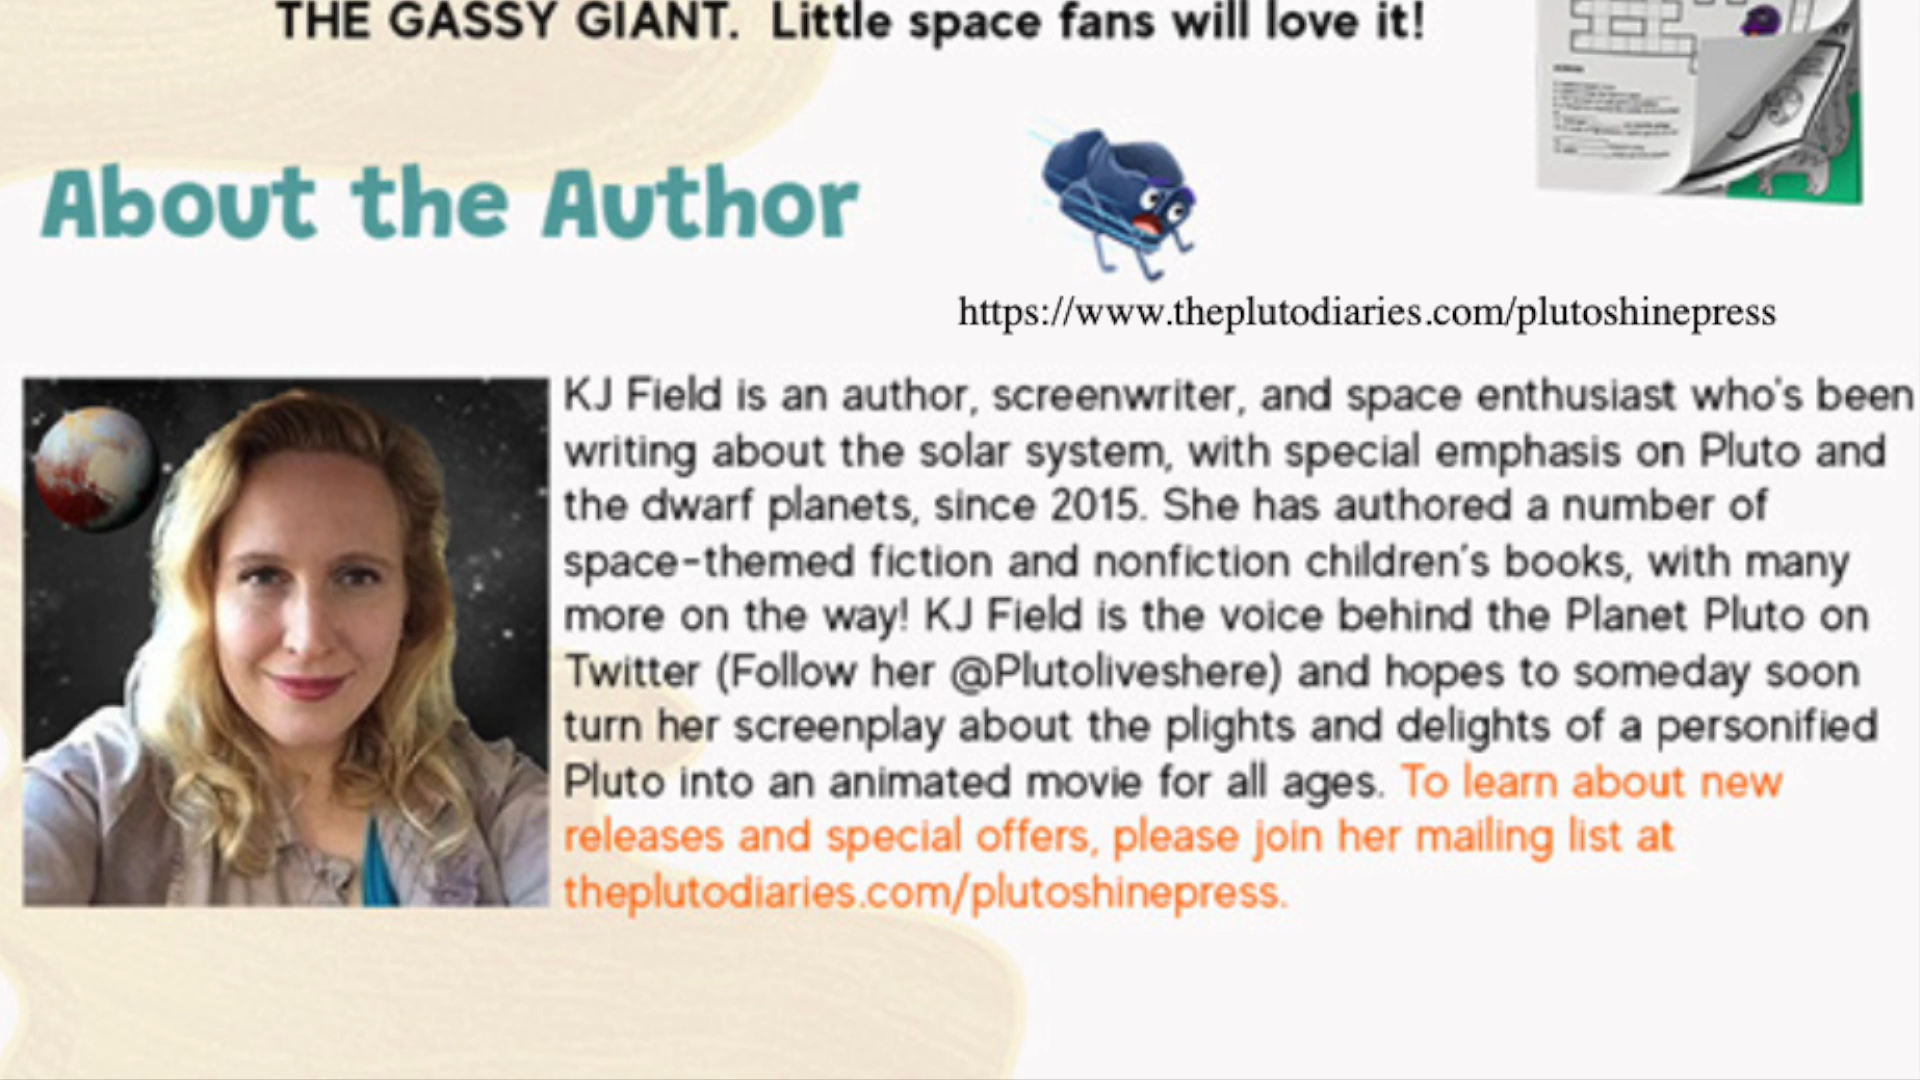 THE GASSY GIANT. Little space fans will love it!
About the Author
https://www.theplutodiaries.com/plutoshinepress
KJ Field is an author, screenwriter, and space enthusiast who's been
writing about the solar system, with special emphasis on Pluto and
the dwarf planets, since 2015. She has authored a number of
space-themed fiction and nonfiction children's books, with many
more on the way! KJ Field is the voice behind the Planet Pluto on
Twitter (Follow her @Plutoliveshere) and hopes to someday soon
turn her screenplay about the plights and delights of a personified
Pluto into an animated movie for all ages. To learn about new
releases and special offers, please join her mailing list at
theplutodiaries.com/plutoshinepress.